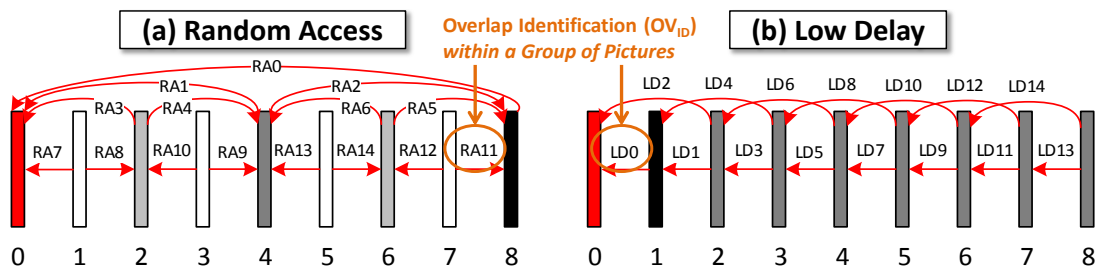 (a) Random Access
Overlap Identification (OV_ID)
within a Group of Pictures
(b) Low Delay
RA0
RA1 RA2
RA3 RA4 RA6 RA5
RA7 RA8 RA10 RA9 RA13 RA14 RA12 RA11
0 1 2 3 4 5 6 7 8
LD2 LD4 LD6 LD8 LD10 LD12 LD14
LD0 LD1 LD3 LD5 LD7 LD9 LD11 LD13
0 1 2 3 4 5 6 7 8